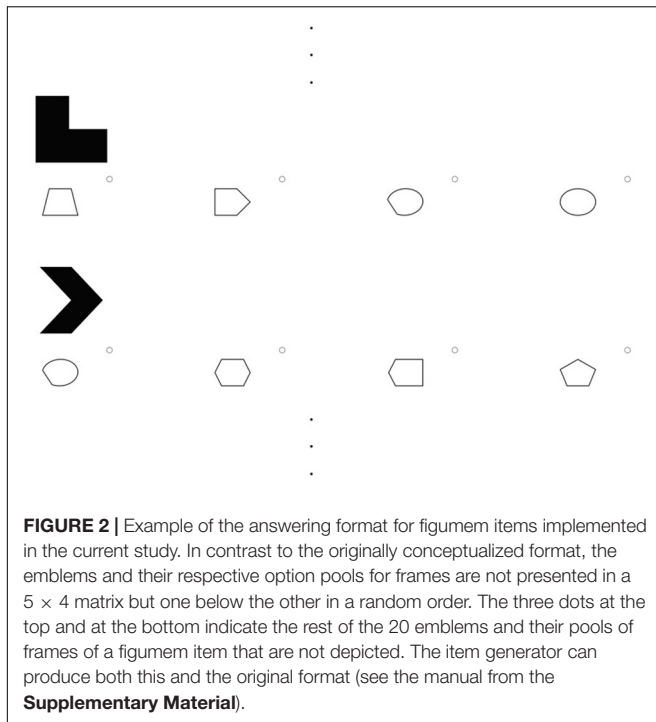 FIGURE 2 | Example of the answering format for figumem items implemented
in the current study. In contrast to the originally conceptualized format, the
emblems and their respective option pools for frames are not presented in a
5 × 4 matrix but one below the other in a random order. The three dots at the
top and at the bottom indicate the rest of the 20 emblems and their pools of
frames of a figumem item that are not depicted. The item generator can
produce both this and the original format (see the manual from the
Supplementary Material).